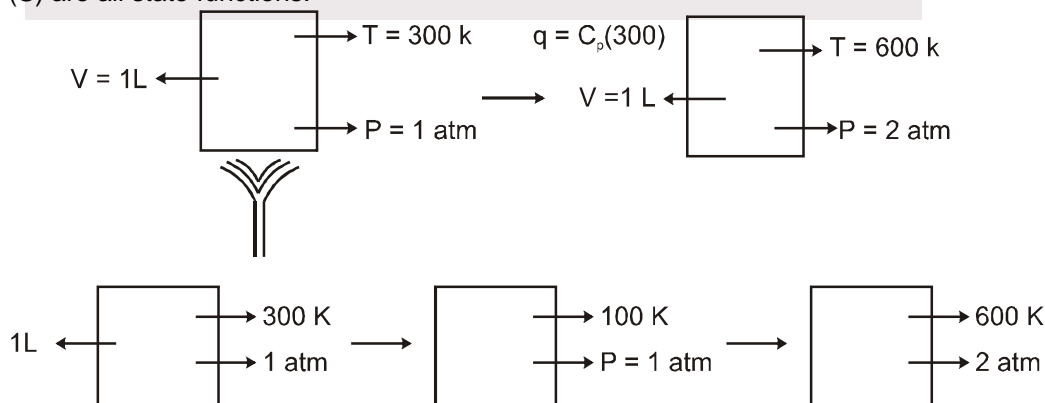 (S) are all state functions.
T = 300 k
q = Cp(300)
T = 600 k
V = 1L
V =1 L
P = 1 atm
P = 2 atm
300 K
100 K
600 K
1L
1 atm
P = 1 atm
2 atm